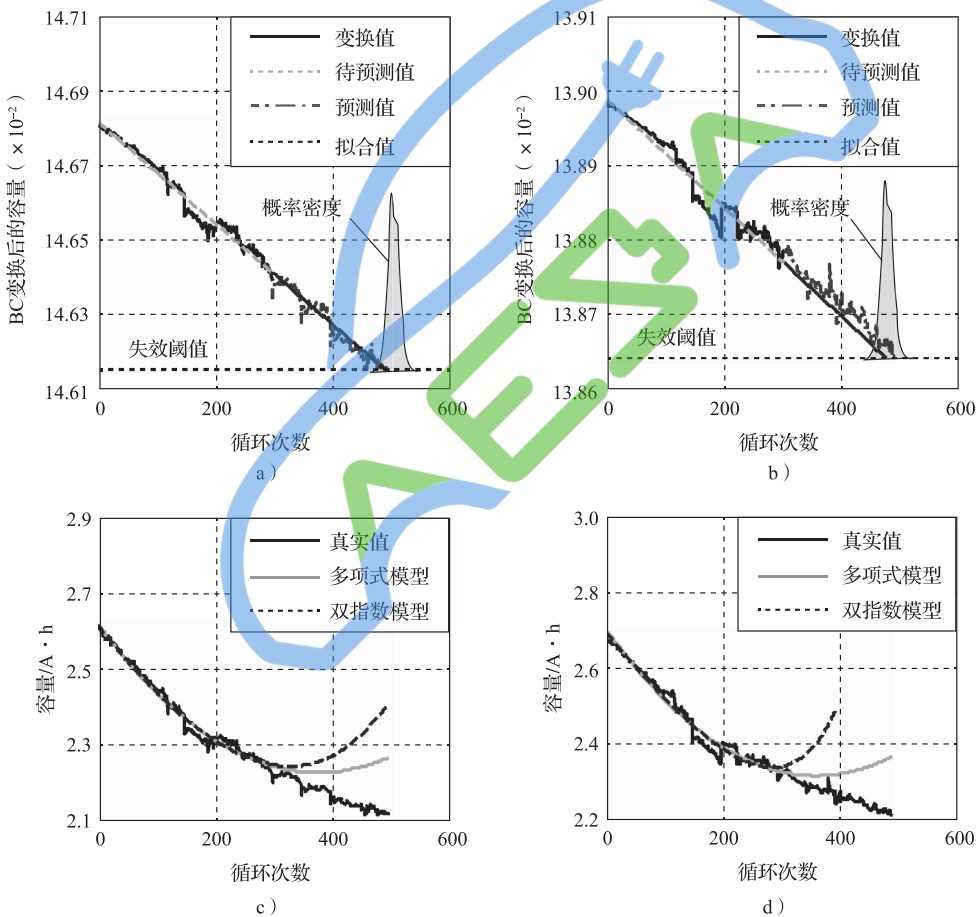 14.71
14.69
14.67
14.65
14.63
14.61
BC变换后的容量（×10⁻²）
变换值
待预测值
预测值
拟合值
概率密度
失效阈值
0 200 400 600
循环次数
a）
13.91
13.90
13.89
13.88
13.87
13.86
BC变换后的容量（×10⁻²）
变换值
待预测值
预测值
拟合值
概率密度
失效阈值
0 200 400 600
循环次数
b）
2.9
2.7
2.5
2.3
2.1
容量/A·h
真实值
多项式模型
双指数模型
0 200 400 600
循环次数
c）
3.0
2.8
2.6
2.4
2.2
容量/A·h
真实值
多项式模型
双指数模型
0 200 400 600
循环次数
d）
AESA